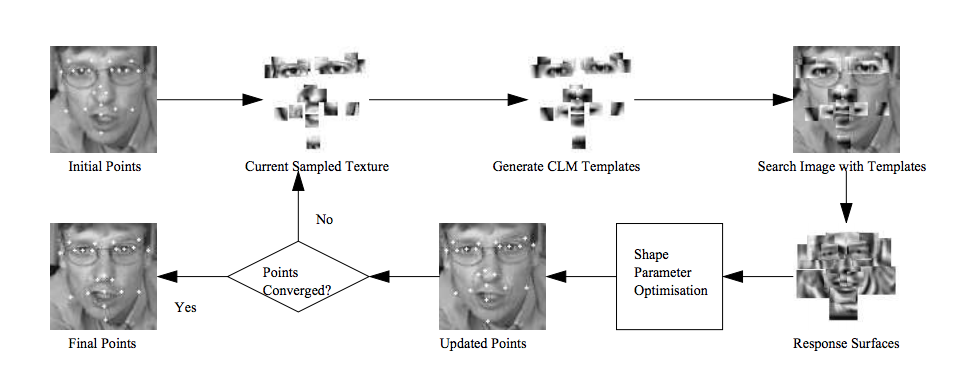 Initial Points
Current Sampled Texture
Generate CLM Templates
Search Image with Templates
No
Points
Converged?
Yes
Shape
Parameter
Optimisation
Final Points
Updated Points
Response Surfaces